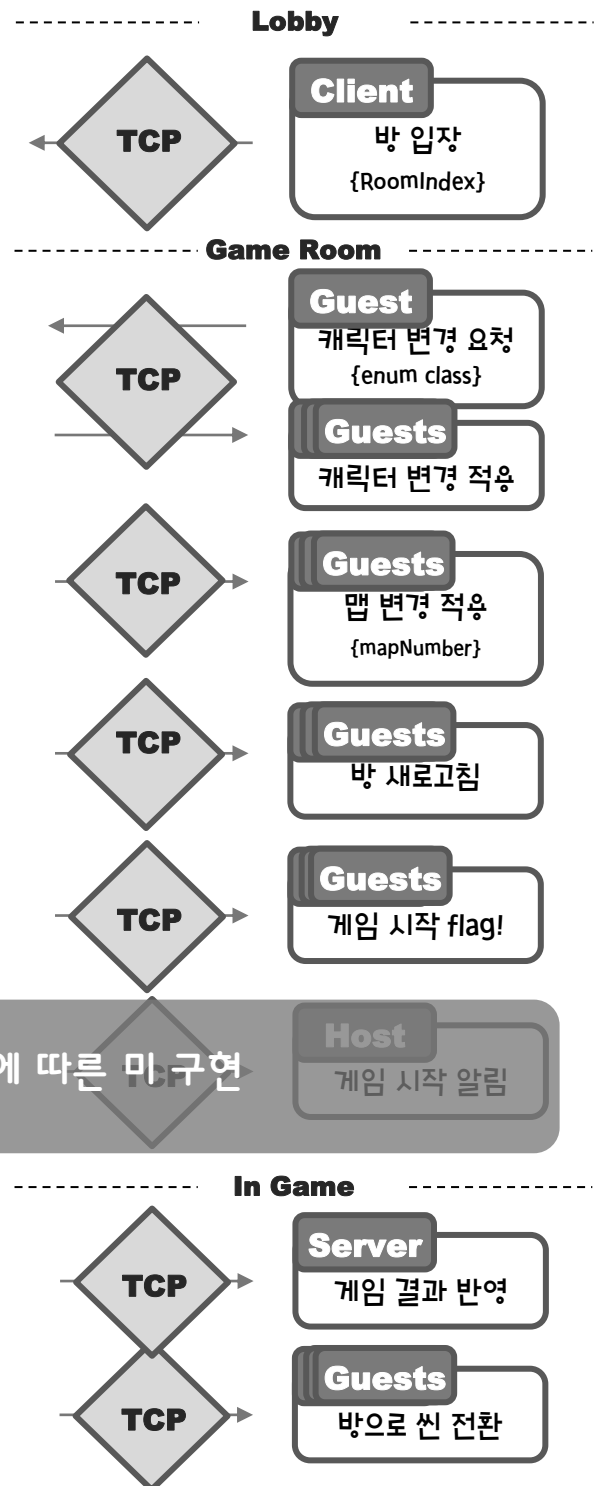 Lobby
TCP
Client
방 입장
{RoomIndex}
Game Room
TCP
Guest
캐릭터 변경 요청
{enum class}
Guests
캐릭터 변경 적용
TCP
Guests
맵 변경 적용
{mapNumber}
TCP
Guests
방 새로고침
TCP
Guests
게임 시작 flag!
에 따른 미 구현
TCP
Host
게임 시작 알림
In Game
TCP
Server
게임 결과 반영
TCP
Guests
방으로 씬 전환